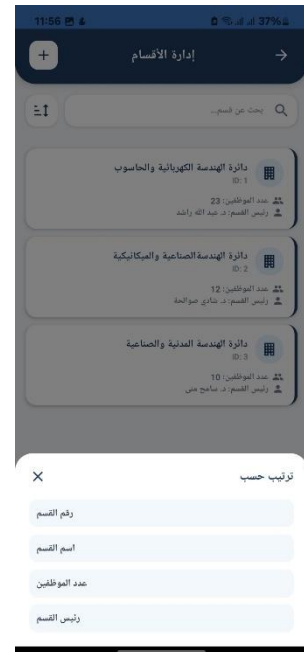 11:56
37%
إدارة الأقسام
بحث عن قسم...
دائرة الهندسة الكهربائية والحاسوب
ID: 1
عدد الموظفين: 23
رئيس القسم: د. عبد الله راشد
دائرة الهندسة الصناعية والميكانيكية
ID: 2
عدد الموظفين: 12
رئيس القسم: د. شادي صوالحة
دائرة الهندسة المدنية والصناعية
ID: 3
عدد الموظفين: 10
رئيس القسم: د. سامح منى
ترتيب حسب
رقم القسم
اسم القسم
عدد الموظفين
رئيس القسم